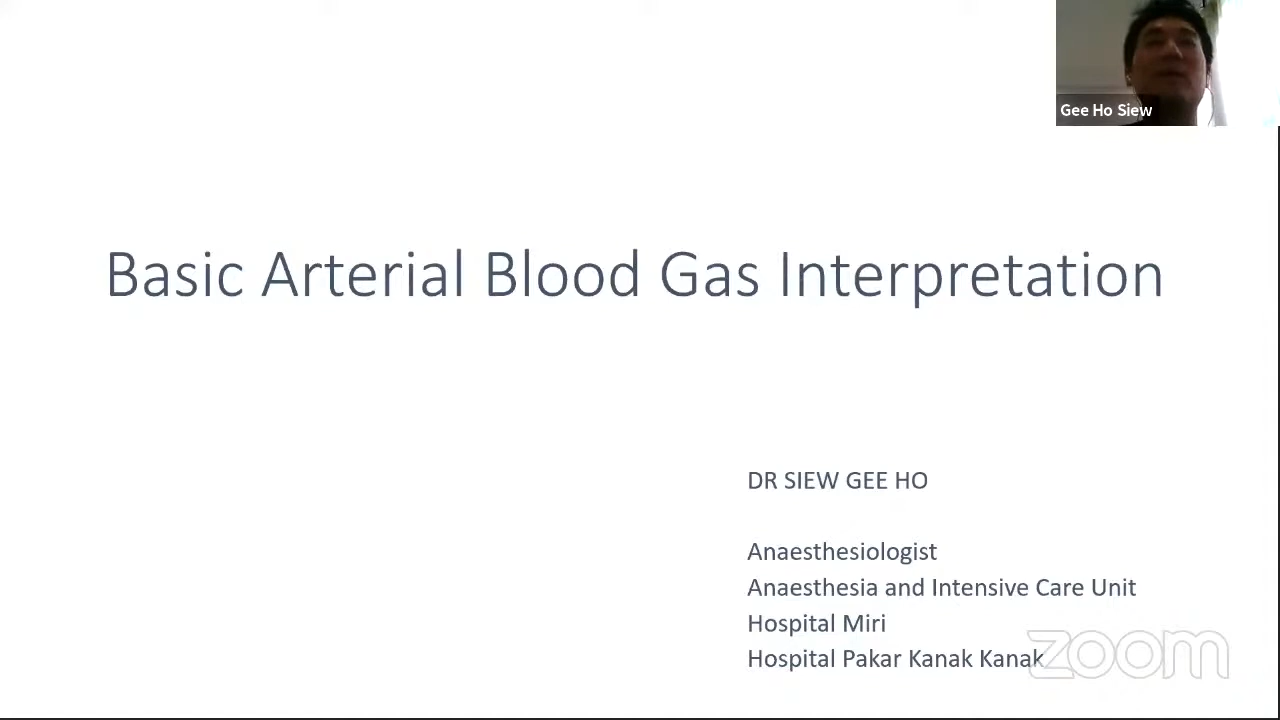 Gee Ho Siew
Basic Arterial Blood Gas Interpretation
DR SIEW GEE HO
Anaesthesiologist
Anaesthesia and Intensive Care Unit
Hospital Miri
Hospital Pakar Kanak Kanak
zoom